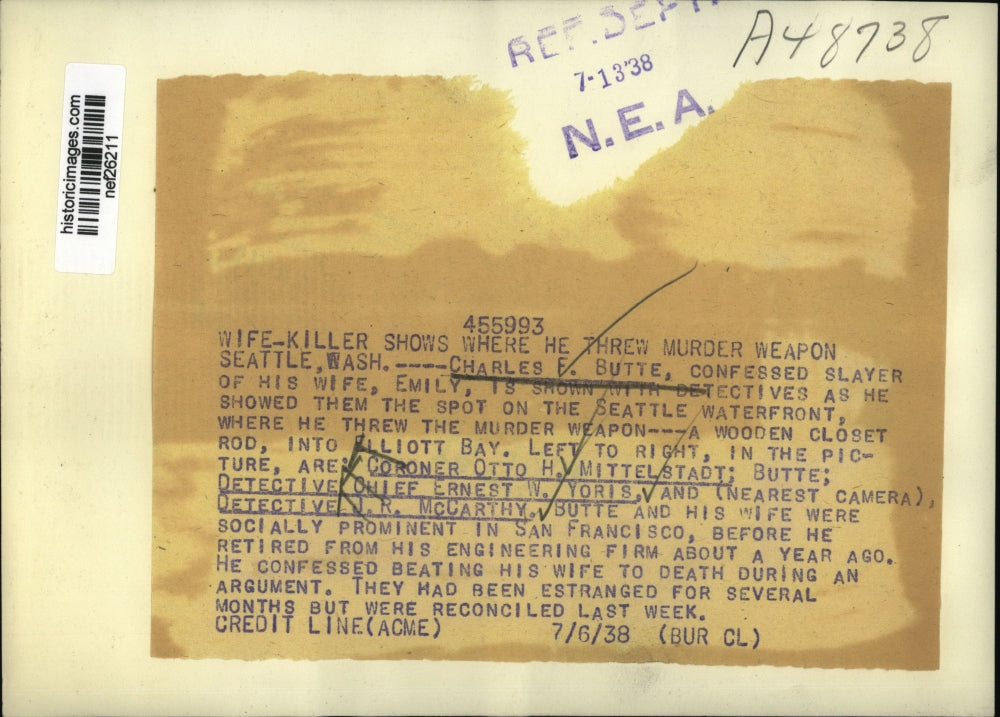 REF. DEPT.
7-13'38
N.E.A.
A48738
historicimages.com
nef26211
455993
WIFE-KILLER SHOWS WHERE HE THREW MURDER WEAPON
SEATTLE, WASH.----CHARLES F. BUTTE, CONFESSED SLAYER
OF HIS WIFE, EMILY, IS SHOWN WITH DETECTIVES AS HE
SHOWED THEM THE SPOT ON THE SEATTLE WATERFRONT,
WHERE HE THREW THE MURDER WEAPON---A WOODEN CLOSET
ROD, INTO ELLIOTT BAY. LEFT TO RIGHT, IN THE PIC-
TURE, ARE: CORONER OTTO H. MITTELSTADT; BUTTE;
DETECTIVE CHIEF ERNEST W. YORIS, AND (NEAREST CAMERA),
DETECTIVE J.R. MCCARTHY. BUTTE AND HIS WIFE WERE
SOCIALLY PROMINENT IN SAN FRANCISCO, BEFORE HE
RETIRED FROM HIS ENGINEERING FIRM ABOUT A YEAR AGO.
HE CONFESSED BEATING HIS WIFE TO DEATH DURING AN
ARGUMENT. THEY HAD BEEN ESTRANGED FOR SEVERAL
MONTHS BUT WERE RECONCILED LAST WEEK.
CREDIT LINE(ACME) 7/6/38 (BUR CL)